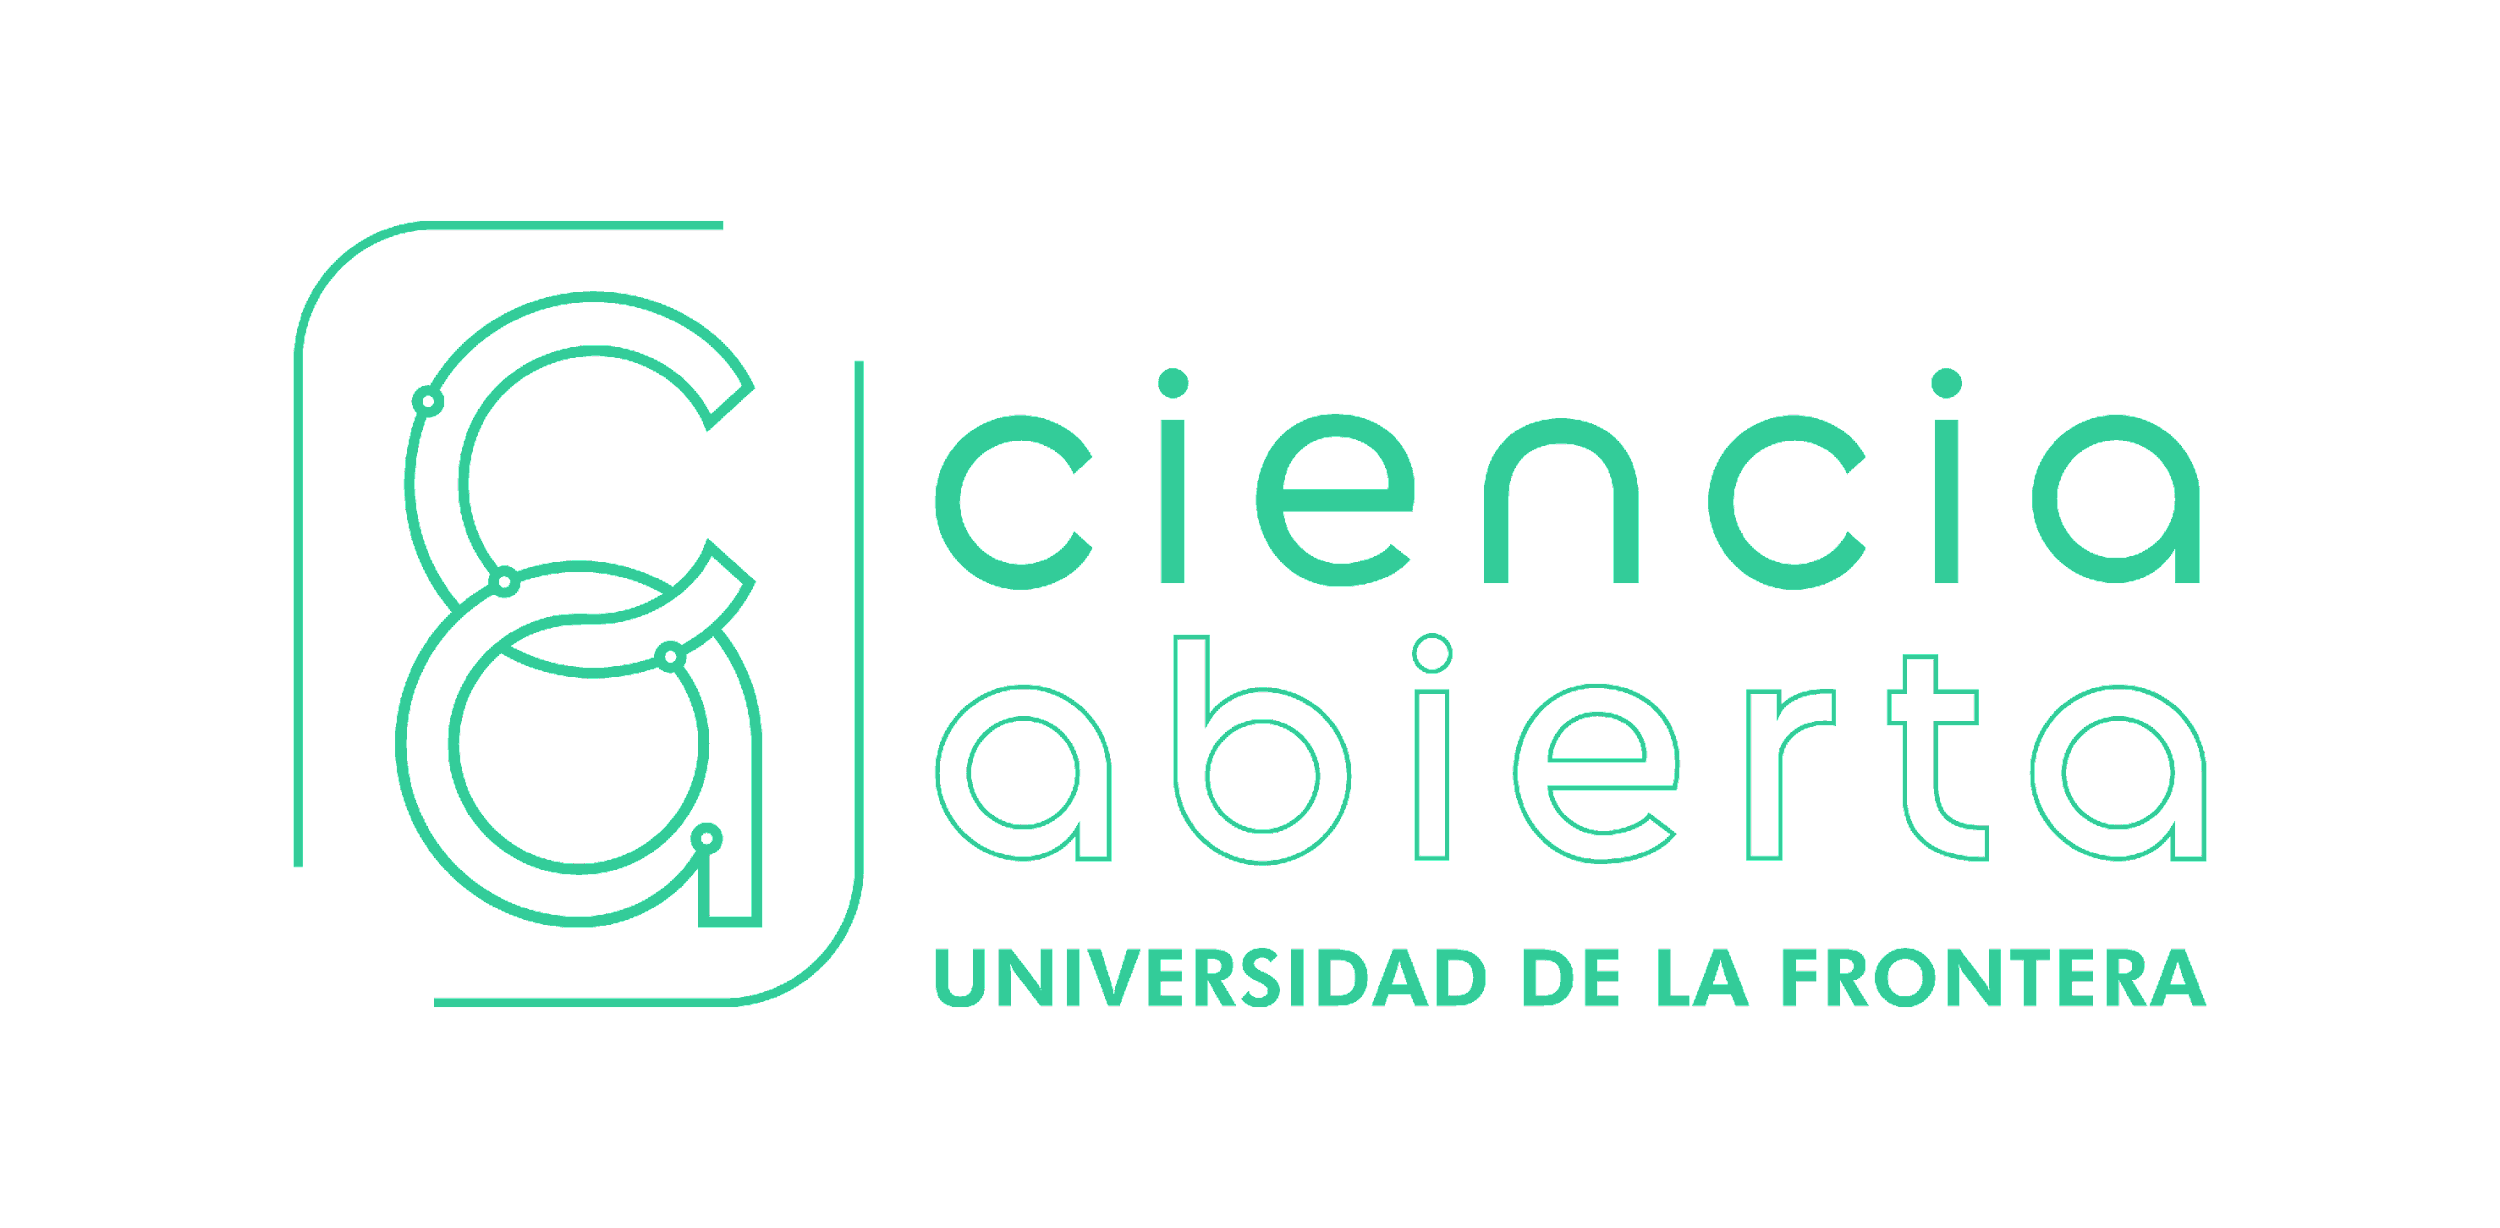 ciencia
abierta
UNIVERSIDAD DE LA FRONTERA